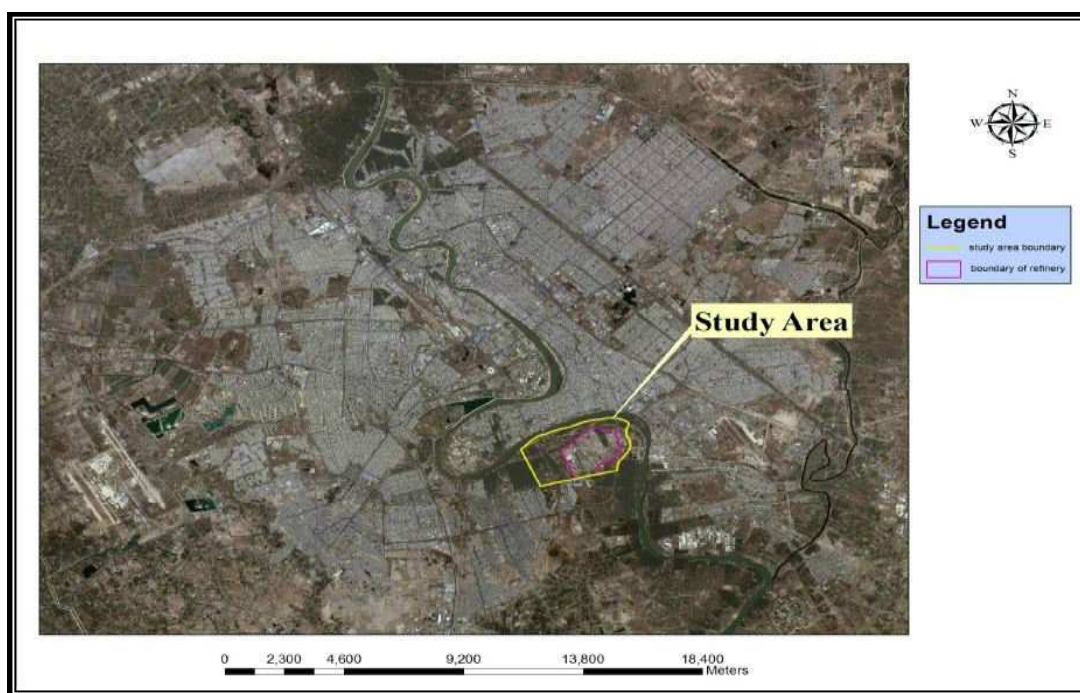 N
W E
S
Legend
study area boundary
boundary of refinery
Study Area
0 2,300 4,600 9,200 13,800 18,400
Meters